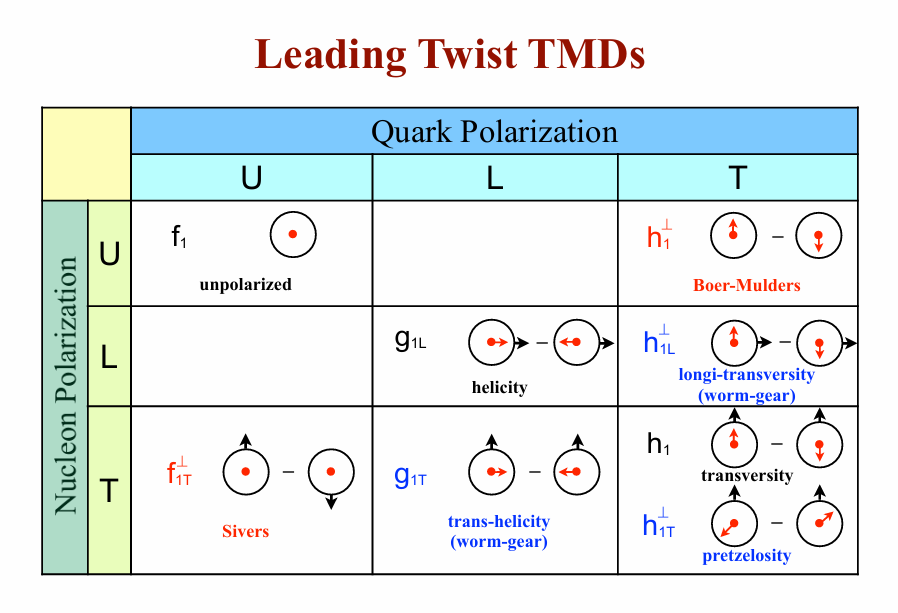 Leading Twist TMDs
Quark Polarization
U L T
Nucleon Polarization
U
f₁
unpolarized
h₁⊥
–
Boer-Mulders
L
g₁L
–
helicity
h₁L⊥
–
longi-transversity
(worm-gear)
T
f₁T⊥
–
Sivers
g₁T
–
trans-helicity
(worm-gear)
h₁
–
transversity
h₁T⊥
–
pretzelosity